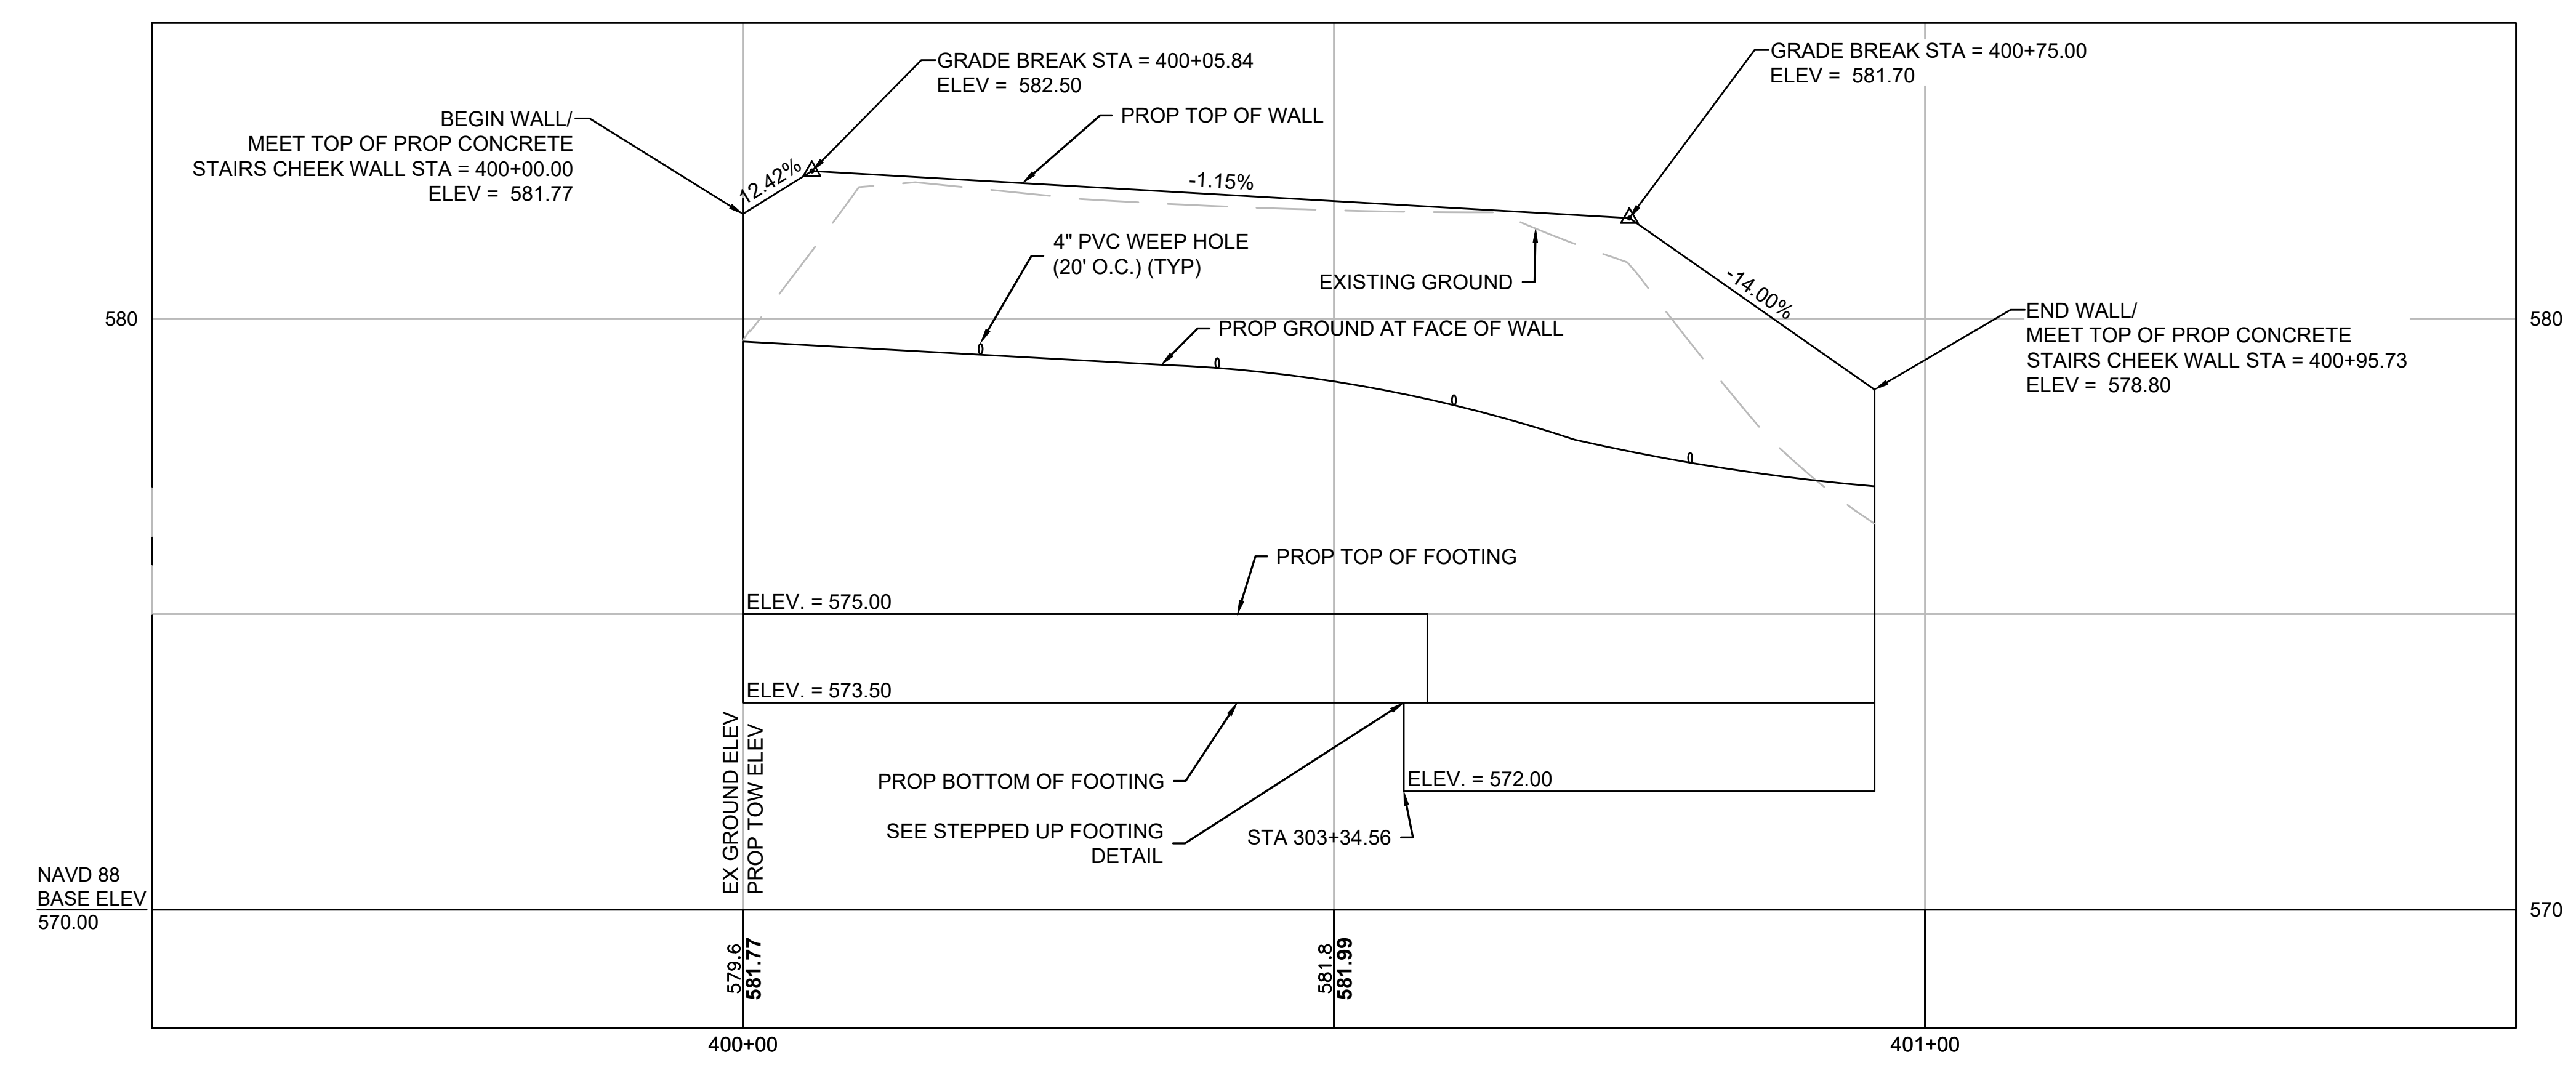 GRADE BREAK STA = 400+05.84
ELEV =  582.50
GRADE BREAK STA = 400+75.00
ELEV =  581.70
BEGIN WALL/
MEET TOP OF PROP CONCRETE
STAIRS CHEEK WALL STA = 400+00.00
ELEV =  581.77
PROP TOP OF WALL
12.42%
-1.15%
4" PVC WEEP HOLE
(20' O.C.) (TYP)
EXISTING GROUND
-14.00%
END WALL/
MEET TOP OF PROP CONCRETE
STAIRS CHEEK WALL STA = 400+95.73
ELEV =  578.80
580
580
PROP GROUND AT FACE OF WALL
PROP TOP OF FOOTING
ELEV. = 575.00
ELEV. = 573.50
EX GROUND ELEV
PROP TOW ELEV
PROP BOTTOM OF FOOTING
ELEV. = 572.00
SEE STEPPED UP FOOTING
DETAIL
STA 303+34.56
NAVD 88
BASE ELEV
570.00
570
579.6
581.77
581.8
581.99
400+00
401+00